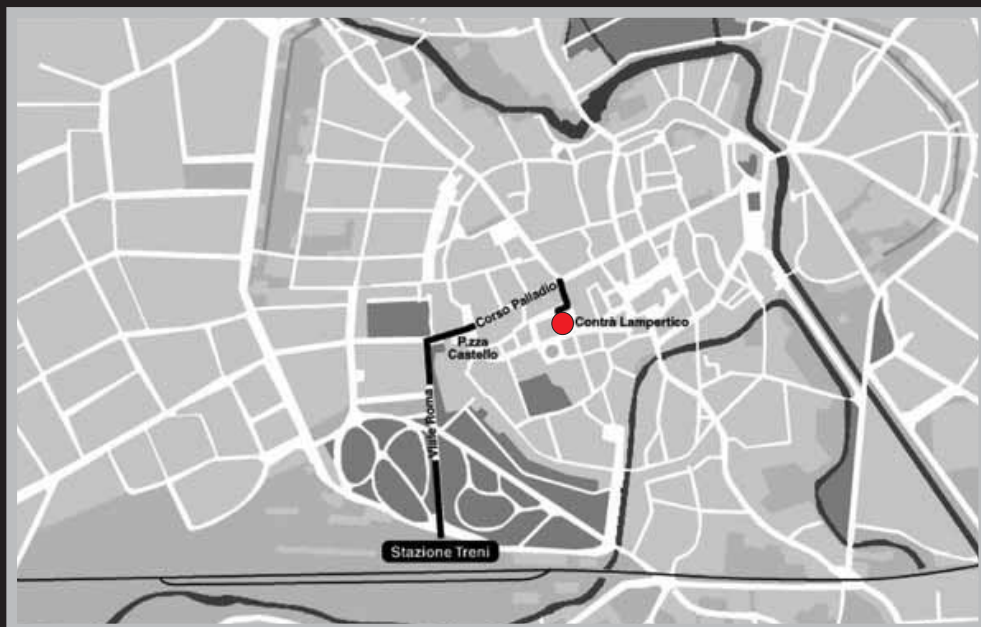 Corso Palladio
Contrà Lampertico
P.zza
Castello
Viale Roma
Stazione Treni